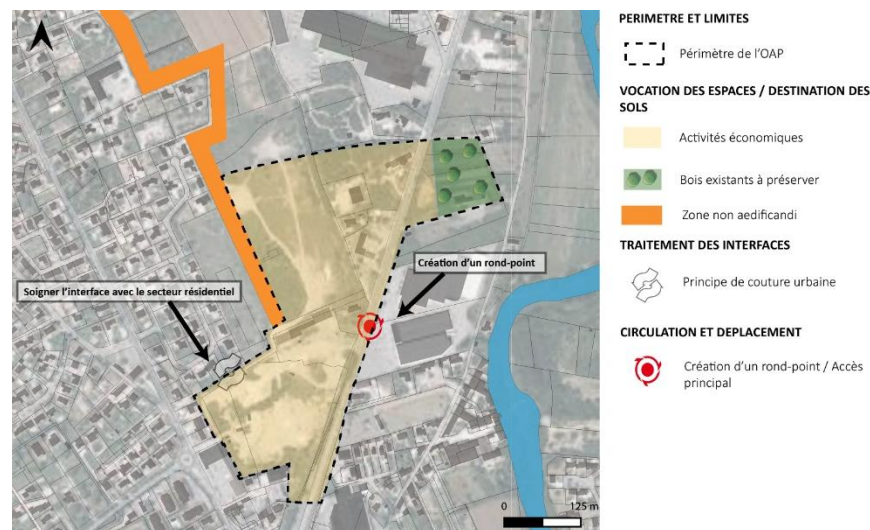 Création d'un rond-point
Soigner l'interface avec le secteur résidentiel
0 125 m
PERIMETRE ET LIMITES
Périmètre de l'OAP
VOCATION DES ESPACES / DESTINATION DES
SOLS
Activités économiques
Bois existants à préserver
Zone non aedificandi
TRAITEMENT DES INTERFACES
Principe de couture urbaine
CIRCULATION ET DEPLACEMENT
Création d'un rond-point / Accès
principal